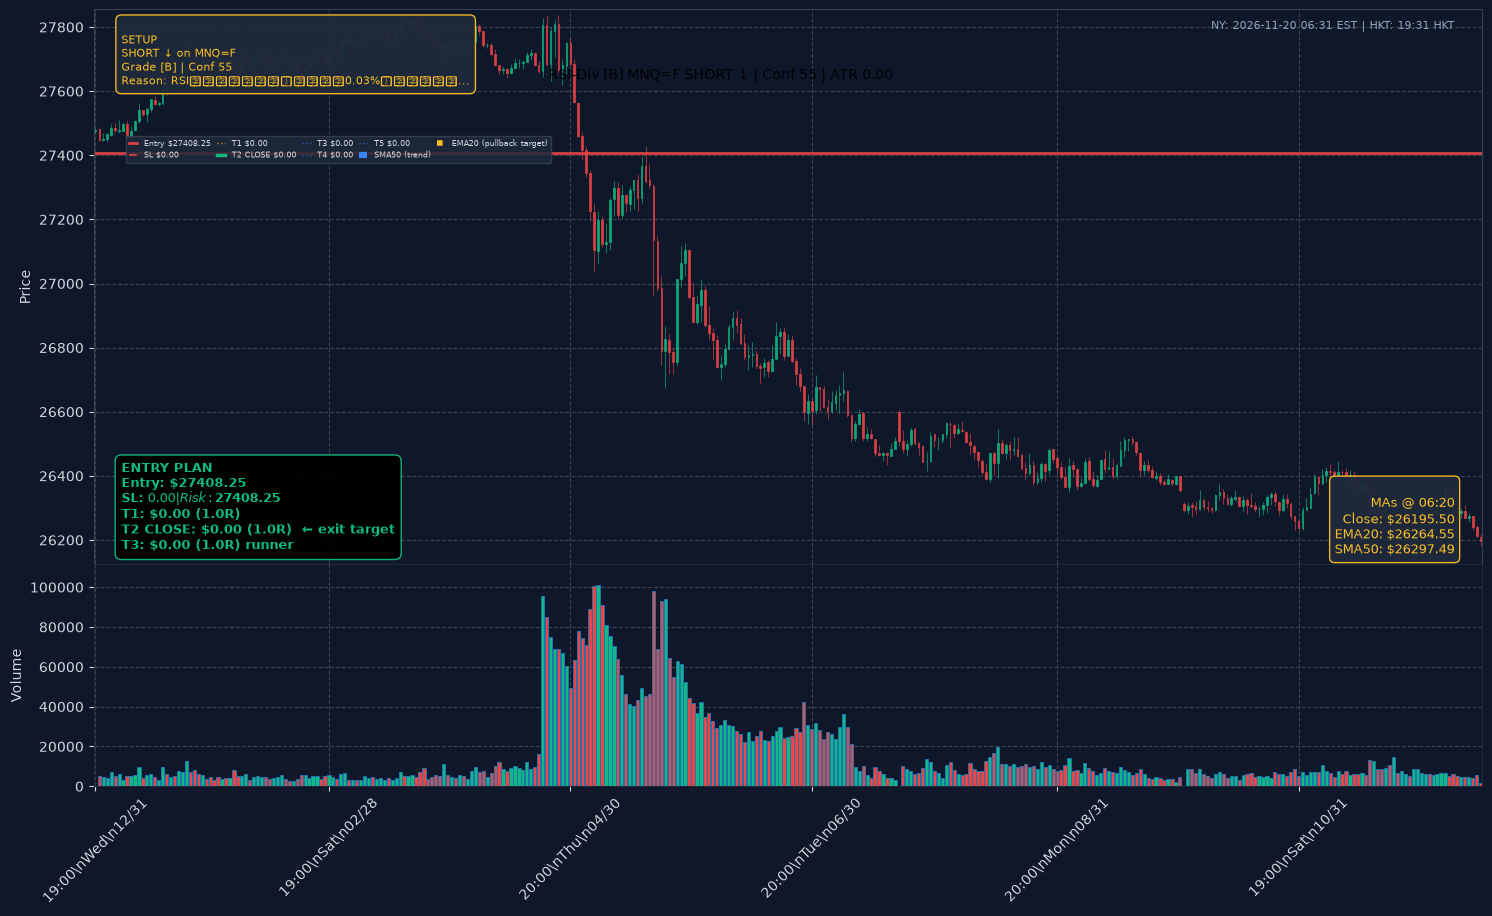 NY: 2026-11-20 06:31 EST | HKT: 19:31 HKT
SETUP
SHORT ↓ on MNQ=F
Grade [B] | Conf 55
Reason: RSI 0.03% ...
RSI-Div [B] MNQ=F SHORT ↓ | Conf 55 | ATR 0.00
Entry $27408.25
SL $0.00
T1 $0.00
T2 CLOSE $0.00
T3 $0.00
T4 $0.00
T5 $0.00
SMA50 (trend)
EMA20 (pullback target)
Price
27800
27600
27400
27200
27000
26800
26600
26400
26200
ENTRY PLAN
Entry: $27408.25
SL: 0.00|Risk:27408.25
T1: $0.00 (1.0R)
T2 CLOSE: $0.00 (1.0R) ← exit target
T3: $0.00 (1.0R) runner
MAs @ 06:20
Close: $26195.50
EMA20: $26264.55
SMA50: $26297.49
Volume
100000
80000
60000
40000
20000
0
19:00\nWed\n12/31
19:00\nSat\n02/28
20:00\nThu\n04/30
20:00\nTue\n06/30
20:00\nMon\n08/31
19:00\nSat\n10/31